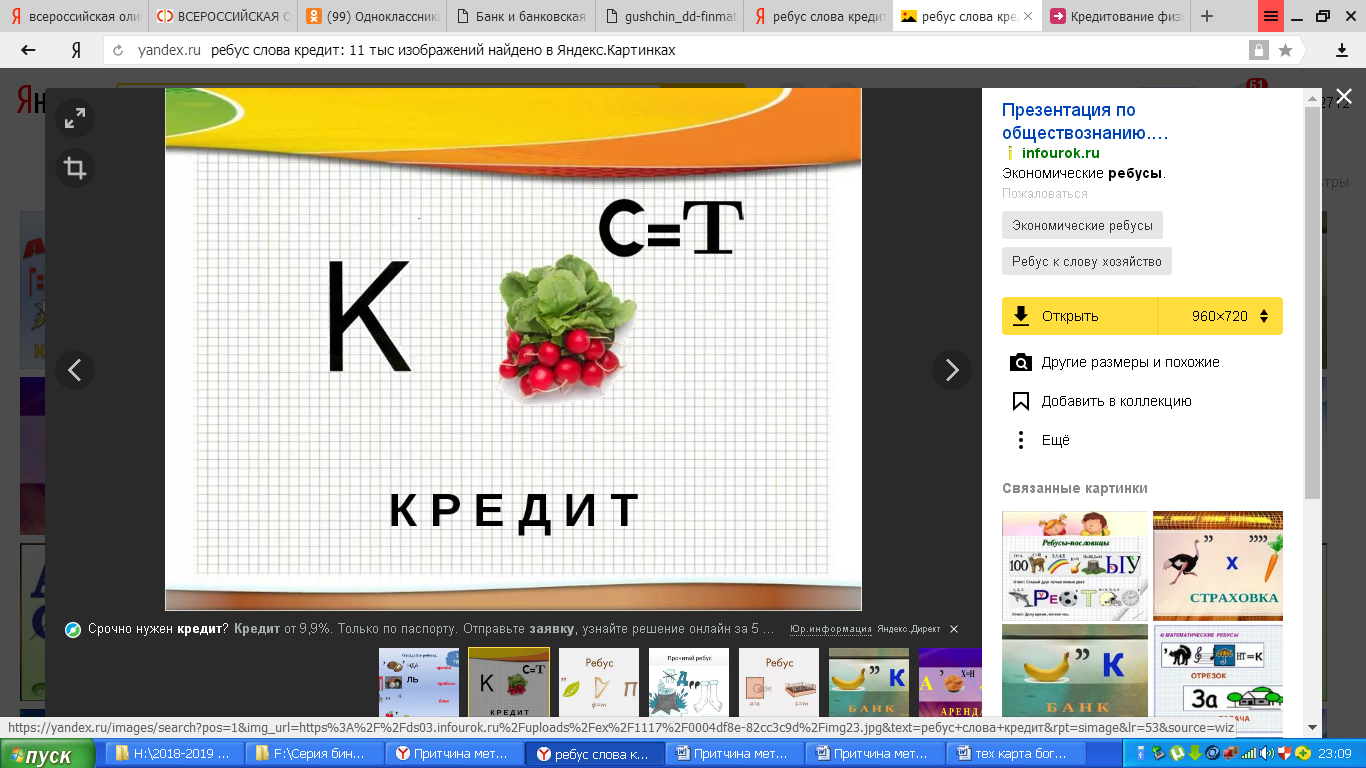 всероссийская оли
ВСЕРОССИЙСКАЯ О
(99) Одноклассник
Банк и банковская
gushchin_dd-finmat
ребус слова кредит
ребус слова кре
Кредитование физ
yandex.ru ребус слова кредит: 11 тыс изображений найдено в Яндекс.Картинках
С=Т
К
КРЕДИТ
Презентация по
обществознанию....
infourok.ru
Экономические ребусы.
Пожаловаться
Экономические ребусы
Ребус к слову хозяйство
Открыть 960×720
Другие размеры и похожие
Добавить в коллекцию
Ещё
Связанные картинки
Ребусы-пословицы
100
ЫУ
СТРАХОВКА
х
” К
БАНК
МАТЕМАТИЧЕСКИЕ РЕБУСЫ
НГ=К
ОТРЕЗОК
За
Срочно нужен кредит? Кредит от 9,9%. Только по паспорту. Отправьте заявку, узнайте решение онлайн за 5 ...
Юр.информация Яндекс.Директ
С=Т
К
КРЕДИТ
Ребус
Прочитай ребус
Ребус
” К
БАНК
А
Х=Н
АРЕНДА
https://yandex.ru/images/search?pos=1&img_url=https%3A%2F%2Fds03.infourok.ru%2Fuploads%2Fex%2F1117%2F0004df8e-82cc3c9d%2Fimg23.jpg&text=ребус+слова+кредит&rpt=simage&lr=53&source=wiz
пуск
H:\2018-2019 ...
F:\Серия бин...
Притчина мет...
ребус слова к...
Притчина мет...
Притчина мет...
тех карта бог...
23:09